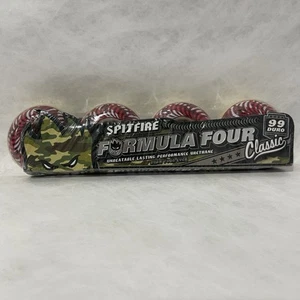 SPITFIRE
FORMULA FOUR
UNBEATABLE LASTING PERFORMANCE URETHANE
Classic
99
DURO